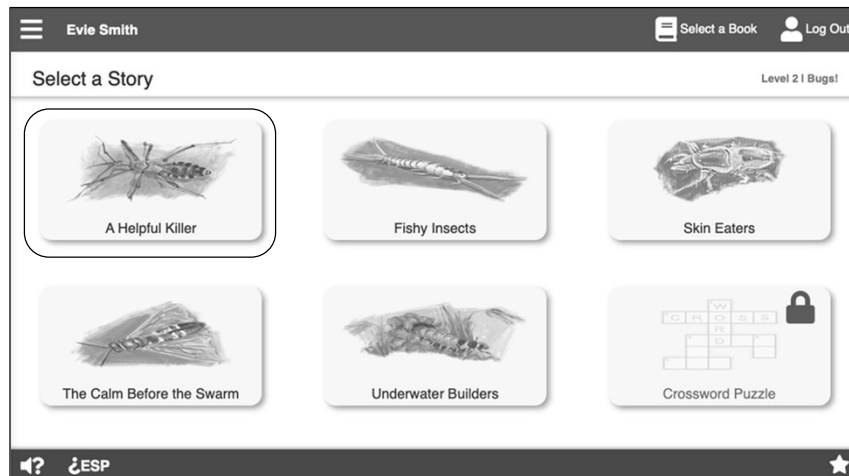 Evie Smith
Select a Book
Log Out
Select a Story
Level 2 | Bugs!
A Helpful Killer
Fishy Insects
Skin Eaters
The Calm Before the Swarm
Underwater Builders
W
CROSS
R
D
Crossword Puzzle
? ¿ESP